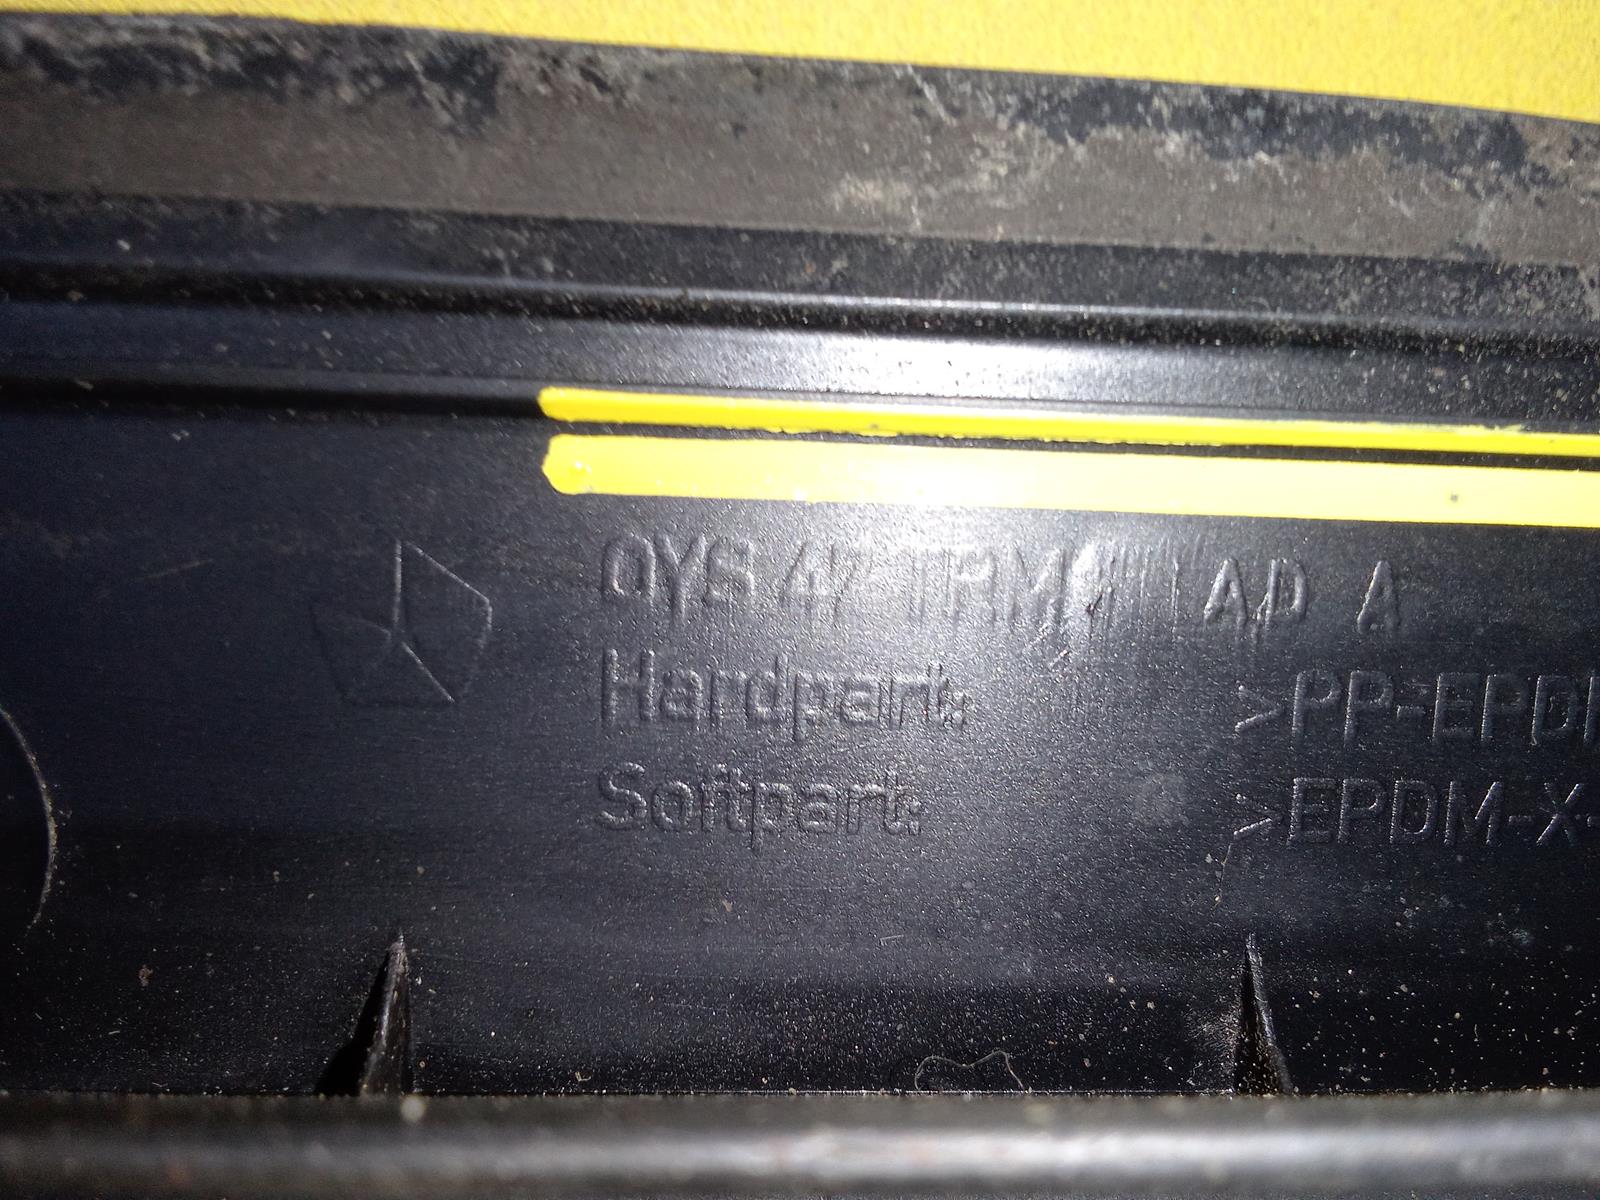 0YS 47 TRM AD A
Hardpart: >PP-EPD
Softpart: >EPDM-X-